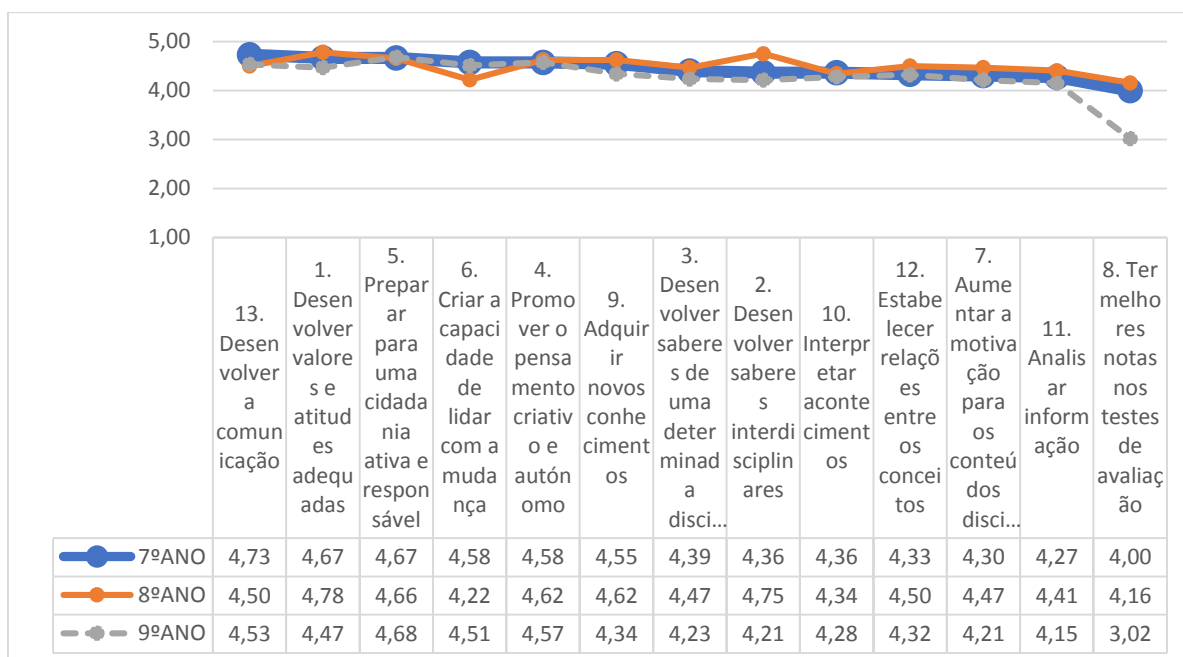 5,00
4,00
3,00
2,00
1,00
13.
Desen
volver
a
comun
icação
1.
Desen
volver
valore
s e
atitud
es
adequ
adas
5.
Prepar
ar
para
uma
cidada
nia
ativa e
respon
sável
6.
Criar a
capaci
dade
de
lidar
com a
muda
nça
4.
Promo
ver o
pensa
mento
criativ
o e
autón
omo
9.
Adquir
ir
novos
conhe
ciment
os
3.
Desen
volver
sabere
s de
uma
deter
minad
a
disci…
2.
Desen
volver
sabere
s
interdi
sciplin
ares
10.
Interpr
etar
aconte
ciment
os
12.
Estabe
lecer
relaçõ
es
entre
os
concei
tos
7.
Aume
ntar a
motiva
ção
para
os
conteú
dos
disci…
11.
Analis
ar
inform
ação
8. Ter
melho
res
notas
nos
testes
de
avaliaç
ão
7ºANO 4,73 4,67 4,67 4,58 4,58 4,55 4,39 4,36 4,36 4,33 4,30 4,27 4,00
8ºANO 4,50 4,78 4,66 4,22 4,62 4,62 4,47 4,75 4,34 4,50 4,47 4,41 4,16
9ºANO 4,53 4,47 4,68 4,51 4,57 4,34 4,23 4,21 4,28 4,32 4,21 4,15 3,02